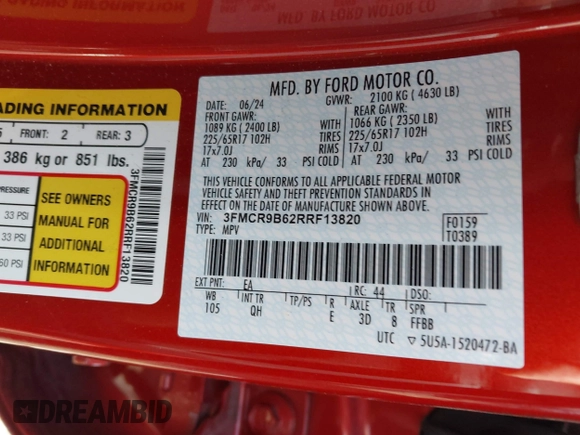 MFD. BY FORD MOTOR CO.
DATE: 06/24
GVWR: 2100 KG ( 4630 LB)
FRONT GAWR:
REAR GAWR:
1089 KG ( 2400 LB)
WITH
1066 KG ( 2350 LB)
WITH
225/65R17 102H
TIRES
225/65R17 102H
TIRES
17x7.0J
RIMS
17x7.0J
RIMS
AT 230 kPa/ 33 PSI COLD
AT 230 kPa/ 33 PSI COLD
THIS VEHICLE CONFORMS TO ALL APPLICABLE FEDERAL MOTOR
VEHICLE SAFETY AND THEFT PREVENTION STANDARDS IN EFFECT
ON THE DATE OF MANUFACTURE SHOWN ABOVE.
VIN: 3FMCR9B62RRF13820
TYPE: MPV
F0159
T0389
EXT PNT: EA
RC: 44
DSO:
WB
INT TR
TP/PS
R
AXLE
TR
SPR
105
QH
E
3D
8
FFBB
UTC ▽ 5U5A-1520472-BA
ADING INFORMATION
5
FRONT: 2
REAR: 3
386 kg or 851 lbs.
PRESSURE
33 PSI
33 PSI
60 PSI
SEE OWNERS
MANUAL FOR
ADDITIONAL
INFORMATION
3FMCR9B62RRF13820
DREAMBID